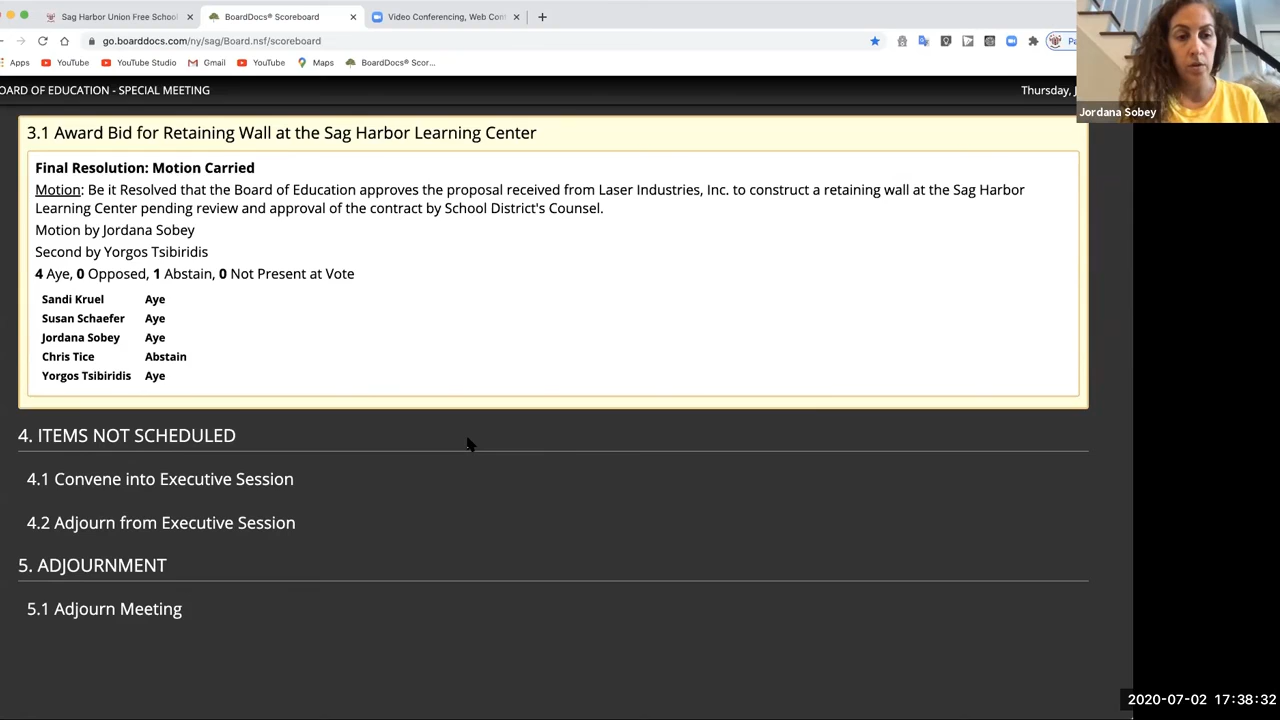 Sag Harbor Union Free School
BoardDocs® Scoreboard
Video Conferencing, Web Con
go.boarddocs.com/ny/sag/Board.nsf/scoreboard
Apps
YouTube
YouTube Studio
Gmail
YouTube
Maps
BoardDocs® Scor...
OARD OF EDUCATION - SPECIAL MEETING
Thursday, J
Jordana Sobey
3.1 Award Bid for Retaining Wall at the Sag Harbor Learning Center
Final Resolution: Motion Carried
Motion: Be it Resolved that the Board of Education approves the proposal received from Laser Industries, Inc. to construct a retaining wall at the Sag Harbor
Learning Center pending review and approval of the contract by School District's Counsel.
Motion by Jordana Sobey
Second by Yorgos Tsibiridis
4 Aye, 0 Opposed, 1 Abstain, 0 Not Present at Vote
Sandi Kruel Aye
Susan Schaefer Aye
Jordana Sobey Aye
Chris Tice Abstain
Yorgos Tsibiridis Aye
4. ITEMS NOT SCHEDULED
4.1 Convene into Executive Session
4.2 Adjourn from Executive Session
5. ADJOURNMENT
5.1 Adjourn Meeting
2020-07-02 17:38:32